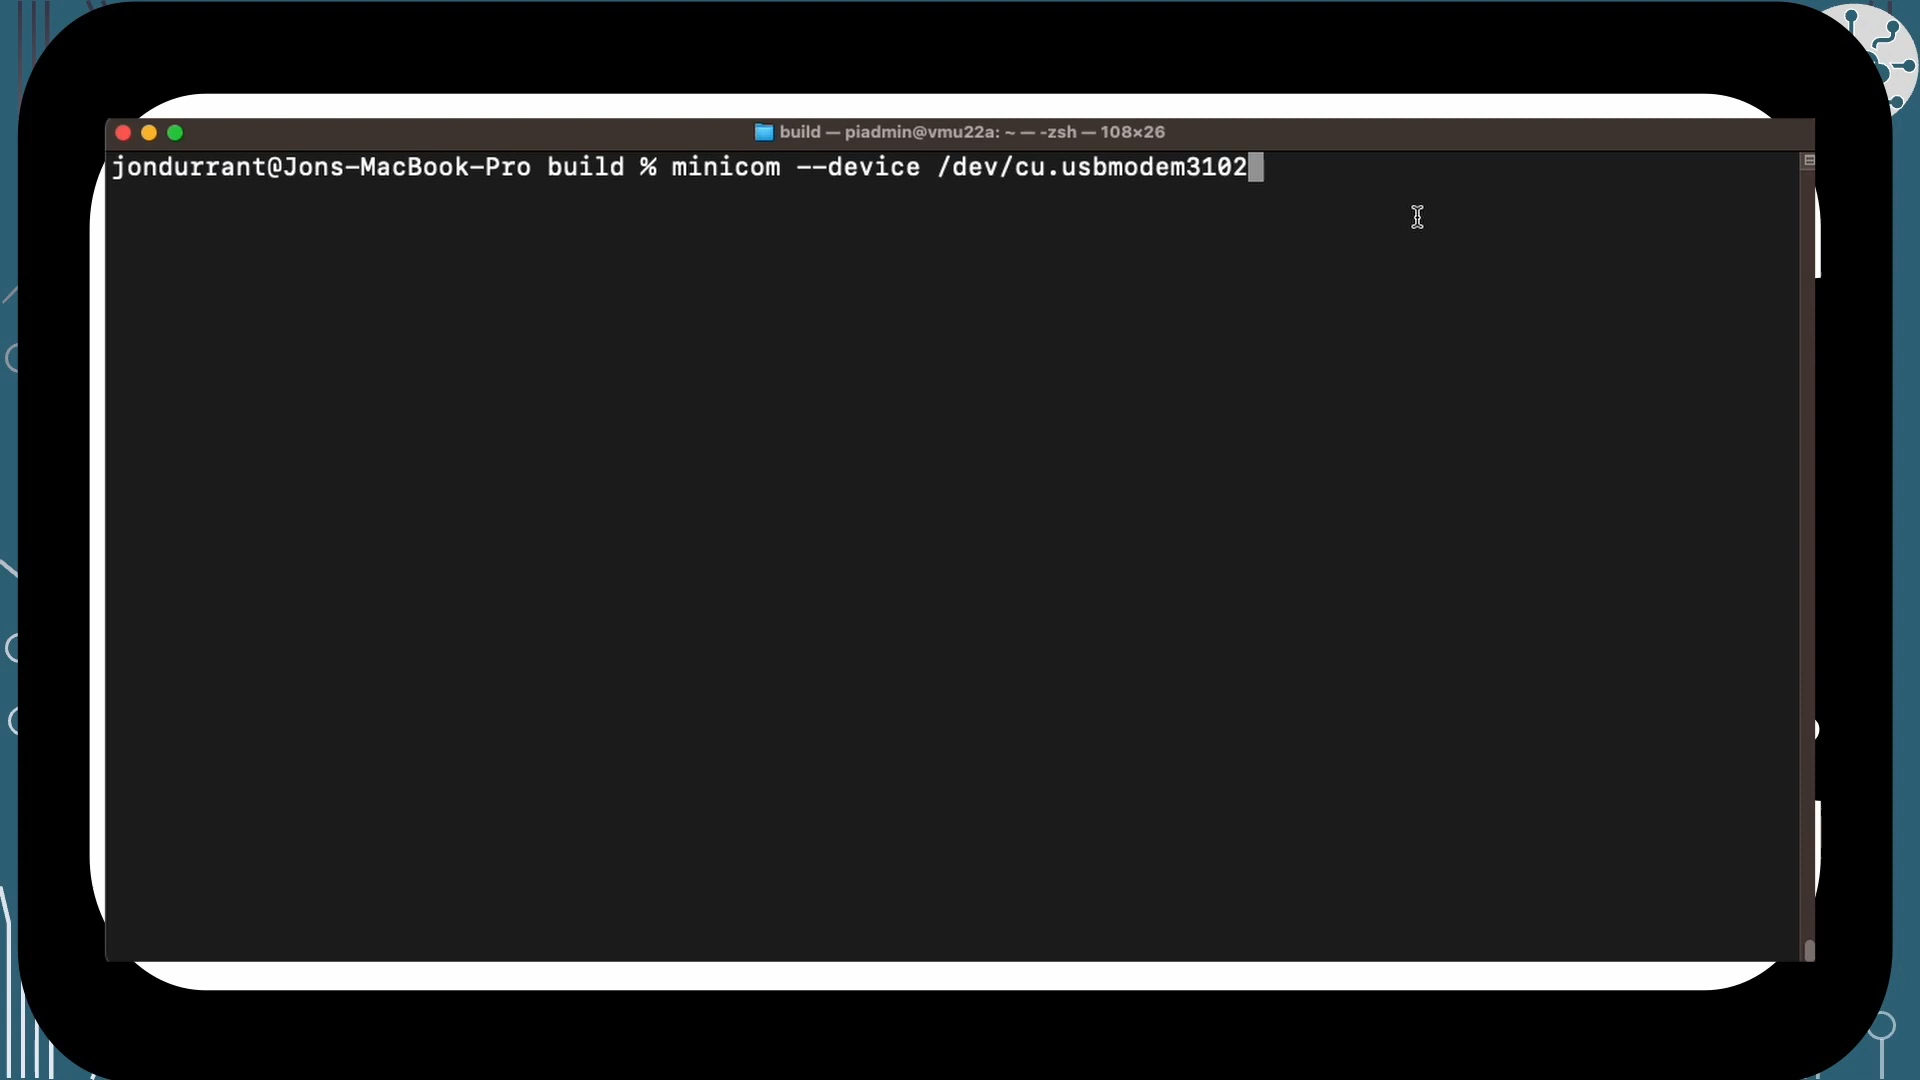 build — piadmin@vmu22a: ~ — -zsh — 108×26
jondurrant@Jons-MacBook-Pro build % minicom --device /dev/cu.usbmodem3102